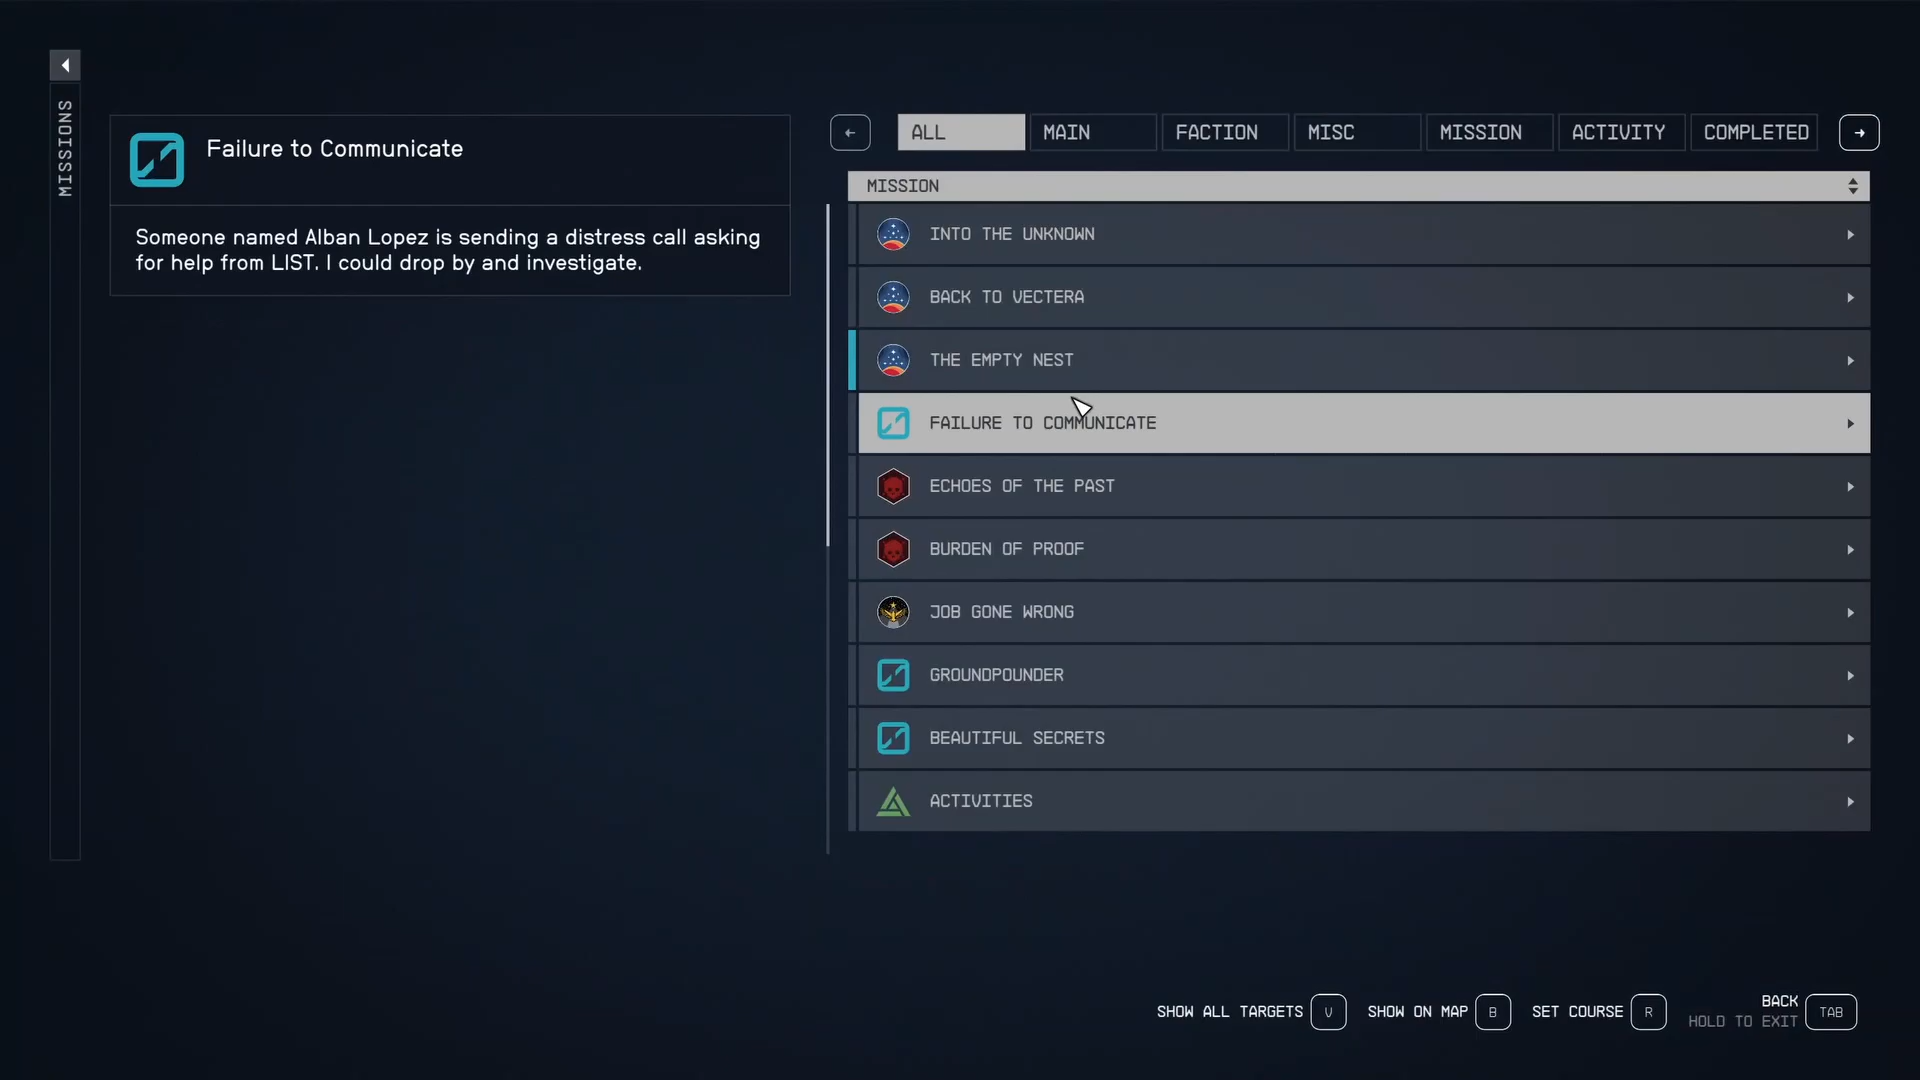 MISSIONS
Failure to Communicate
Someone named Alban Lopez is sending a distress call asking
for help from LIST. I could drop by and investigate.
ALL
MAIN
FACTION
MISC
MISSION
ACTIVITY
COMPLETED
MISSION
INTO THE UNKNOWN
BACK TO VECTERA
THE EMPTY NEST
FAILURE TO COMMUNICATE
ECHOES OF THE PAST
BURDEN OF PROOF
JOB GONE WRONG
GROUNDPOUNDER
BEAUTIFUL SECRETS
ACTIVITIES
SHOW ALL TARGETS V
SHOW ON MAP B
SET COURSE R
BACK
HOLD TO EXIT
TAB